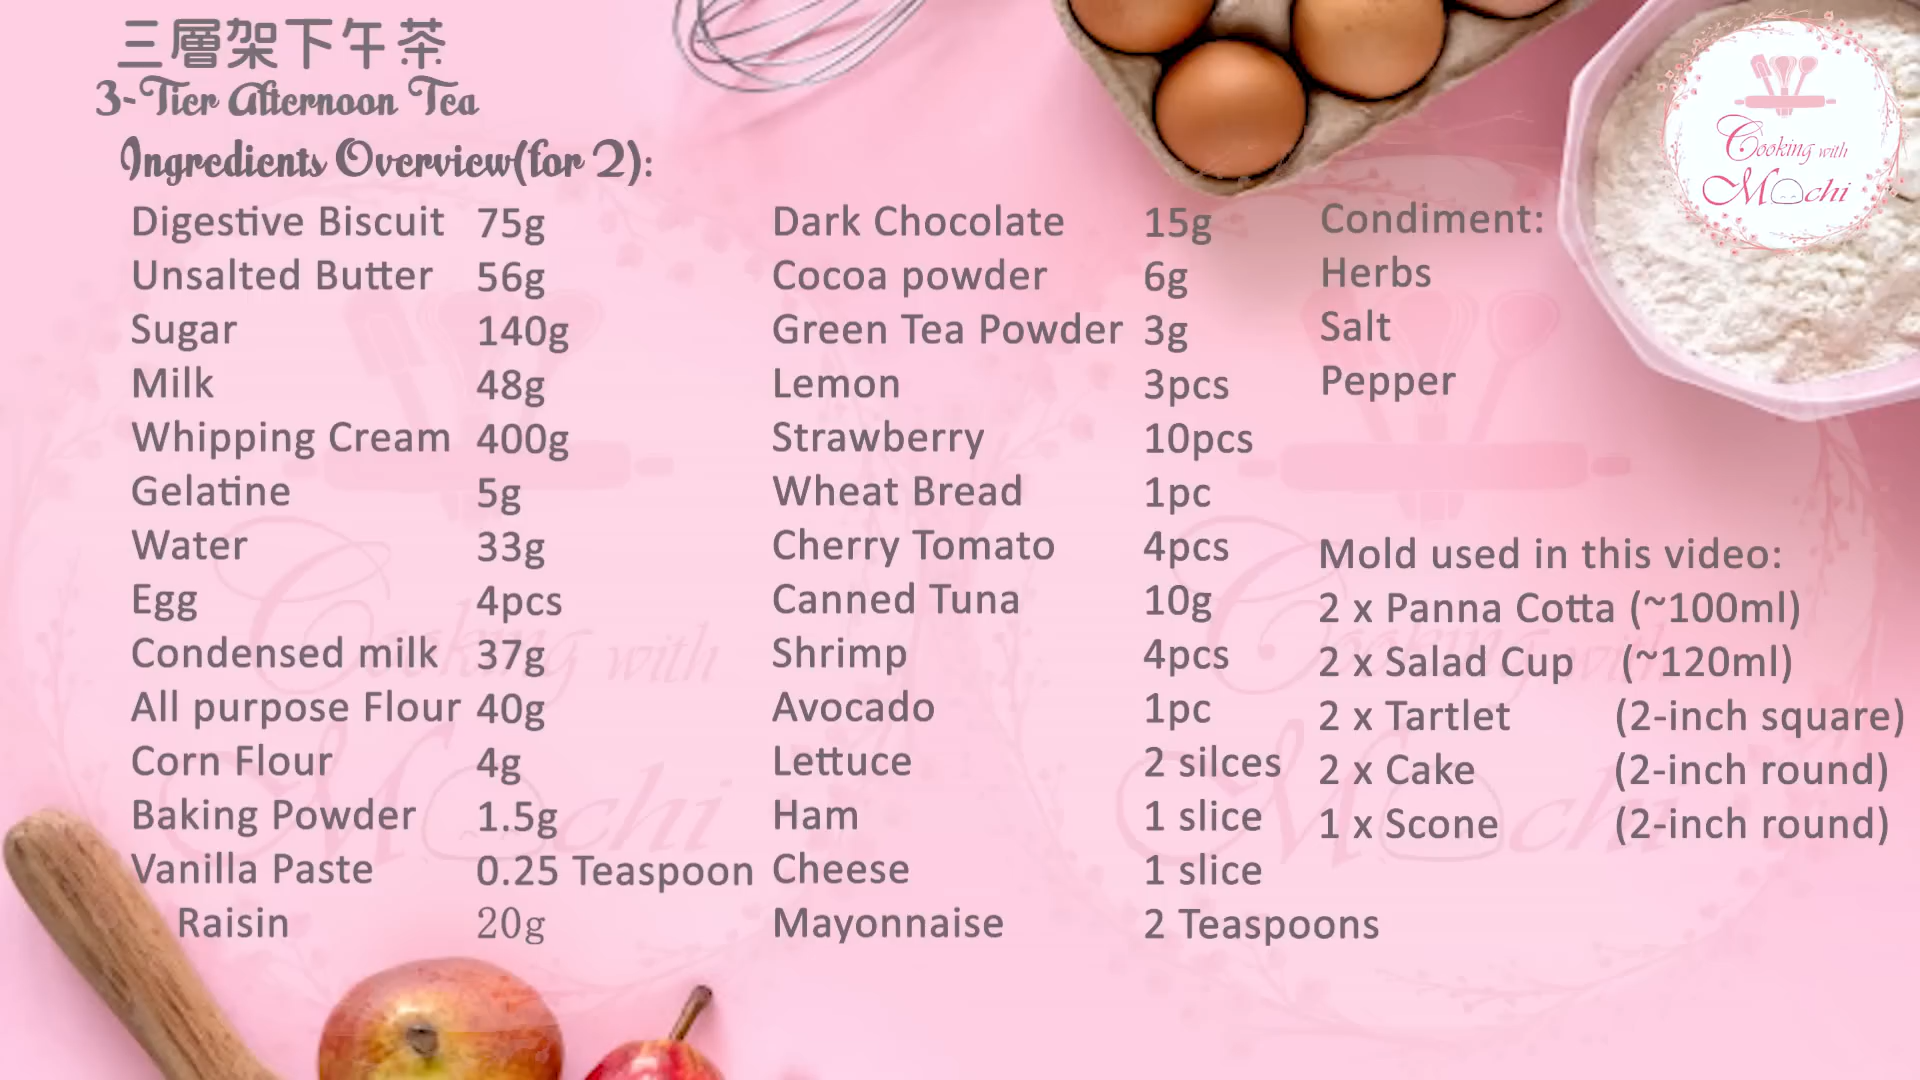 三層架下午茶
3-Tier Afternoon Tea
Ingredients Overview(for 2):
Digestive Biscuit 75g
Unsalted Butter 56g
Sugar 140g
Milk 48g
Whipping Cream 400g
Gelatine 5g
Water 33g
Egg 4pcs
Condensed milk 37g
All purpose Flour 40g
Corn Flour 4g
Baking Powder 1.5g
Vanilla Paste 0.25 Teaspoon
Raisin 20g
Dark Chocolate 15g
Cocoa powder 6g
Green Tea Powder 3g
Lemon 3pcs
Strawberry 10pcs
Wheat Bread 1pc
Cherry Tomato 4pcs
Canned Tuna 10g
Shrimp 4pcs
Avocado 1pc
Lettuce 2 silces
Ham 1 slice
Cheese 1 slice
Mayonnaise 2 Teaspoons
Condiment:
Herbs
Salt
Pepper
Mold used in this video:
2 x Panna Cotta (~100ml)
2 x Salad Cup (~120ml)
2 x Tartlet (2-inch square)
2 x Cake (2-inch round)
1 x Scone (2-inch round)
Cooking with
Mochi
Cooking with
Mochi
Cooking with
Mochi